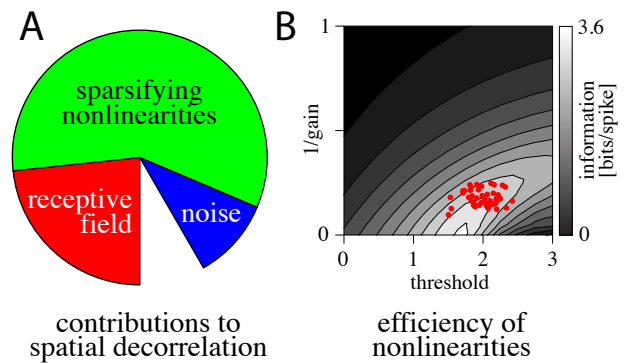 A
sparsifying
nonlinearities
receptive
field
noise
contributions to
spatial decorrelation
B
1
1/gain
0
0
1
2
3
threshold
3.6
0
information
[bits/spike]
efficiency of
nonlinearities